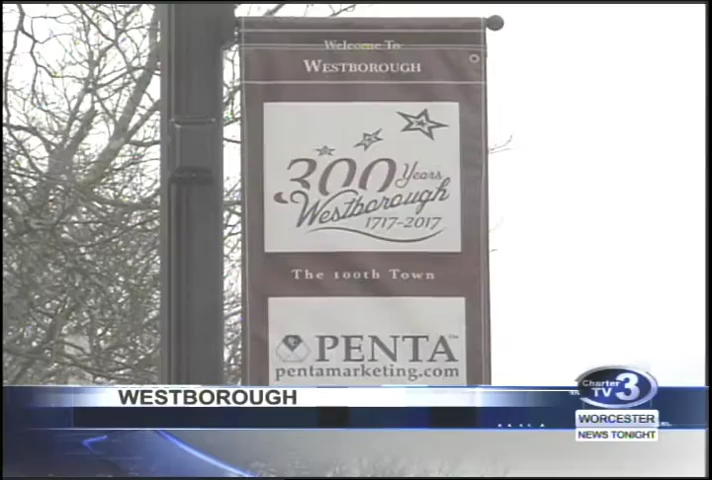 Welcome To
WESTBOROUGH
300 Years
Westborough
1717-2017
The 100th Town
PENTA™
pentamarketing.com
WESTBOROUGH
Charter
TV 3
WORCESTER
NEWS TONIGHT